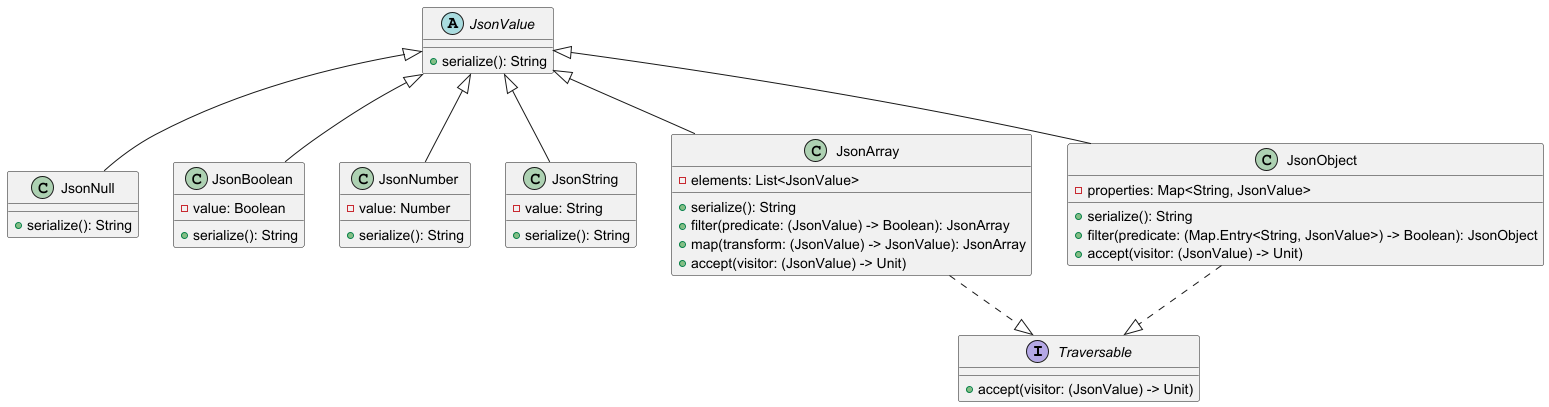 A JsonValue
serialize(): String
C JsonNull
serialize(): String
C JsonBoolean
value: Boolean
serialize(): String
C JsonNumber
value: Number
serialize(): String
C JsonString
value: String
serialize(): String
C JsonArray
elements: List<JsonValue>
serialize(): String
filter(predicate: (JsonValue) -> Boolean): JsonArray
map(transform: (JsonValue) -> JsonValue): JsonArray
accept(visitor: (JsonValue) -> Unit)
C JsonObject
properties: Map<String, JsonValue>
serialize(): String
filter(predicate: (Map.Entry<String, JsonValue>) -> Boolean): JsonObject
accept(visitor: (JsonValue) -> Unit)
I Traversable
accept(visitor: (JsonValue) -> Unit)